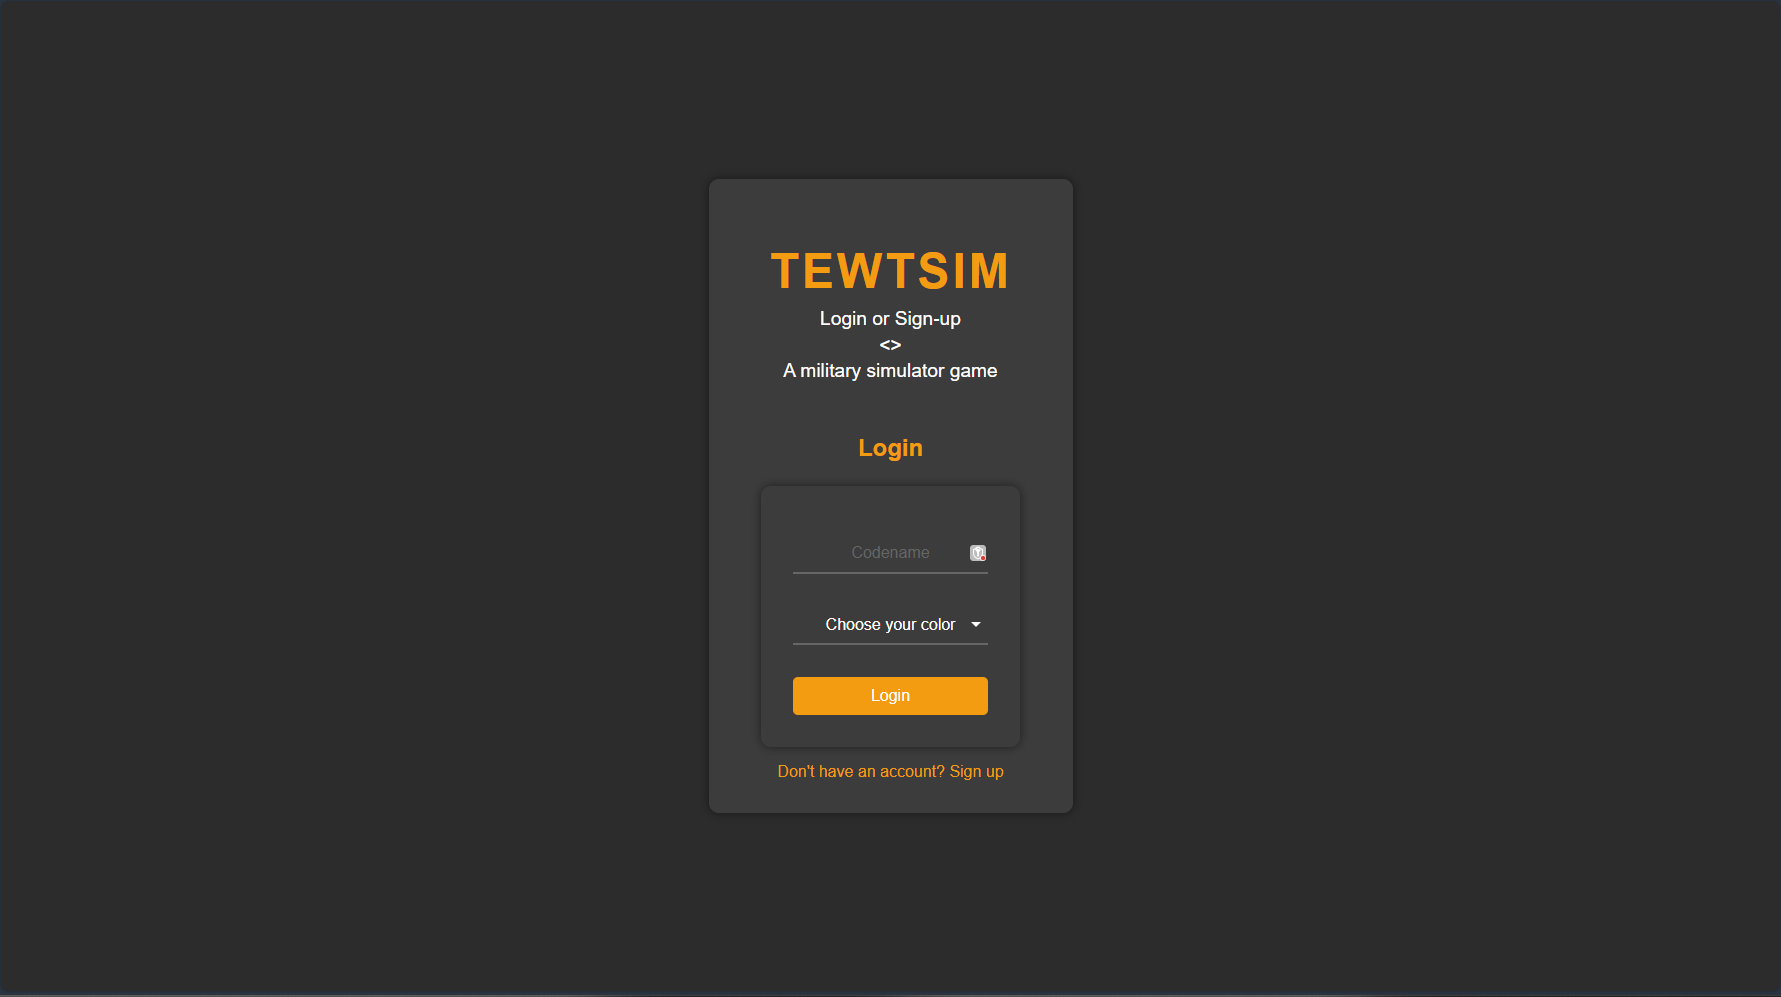 TEWTSIM
Login or Sign-up
<>
A military simulator game
Login
Codename
Choose your color
Login
Don't have an account? Sign up